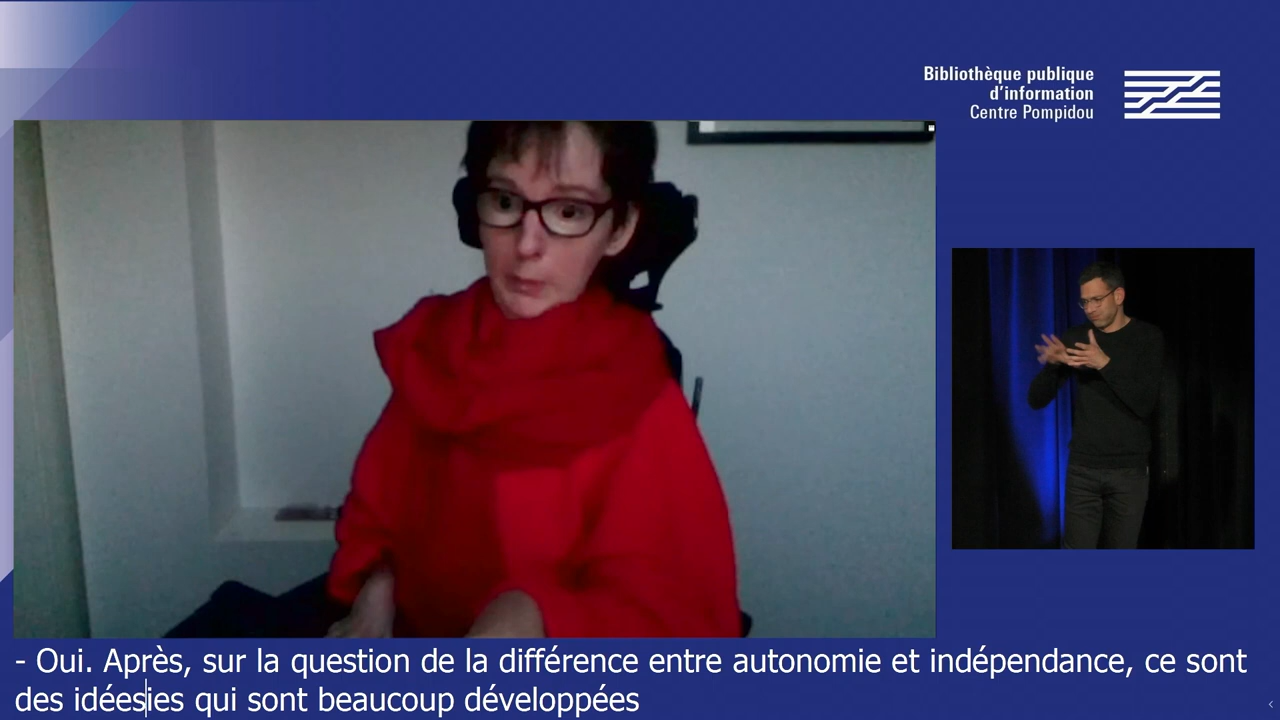 Bibliothèque publique
d'information
Centre Pompidou
- Oui. Après, sur la question de la différence entre autonomie et indépendance, ce sont
des idéesies qui sont beaucoup développées